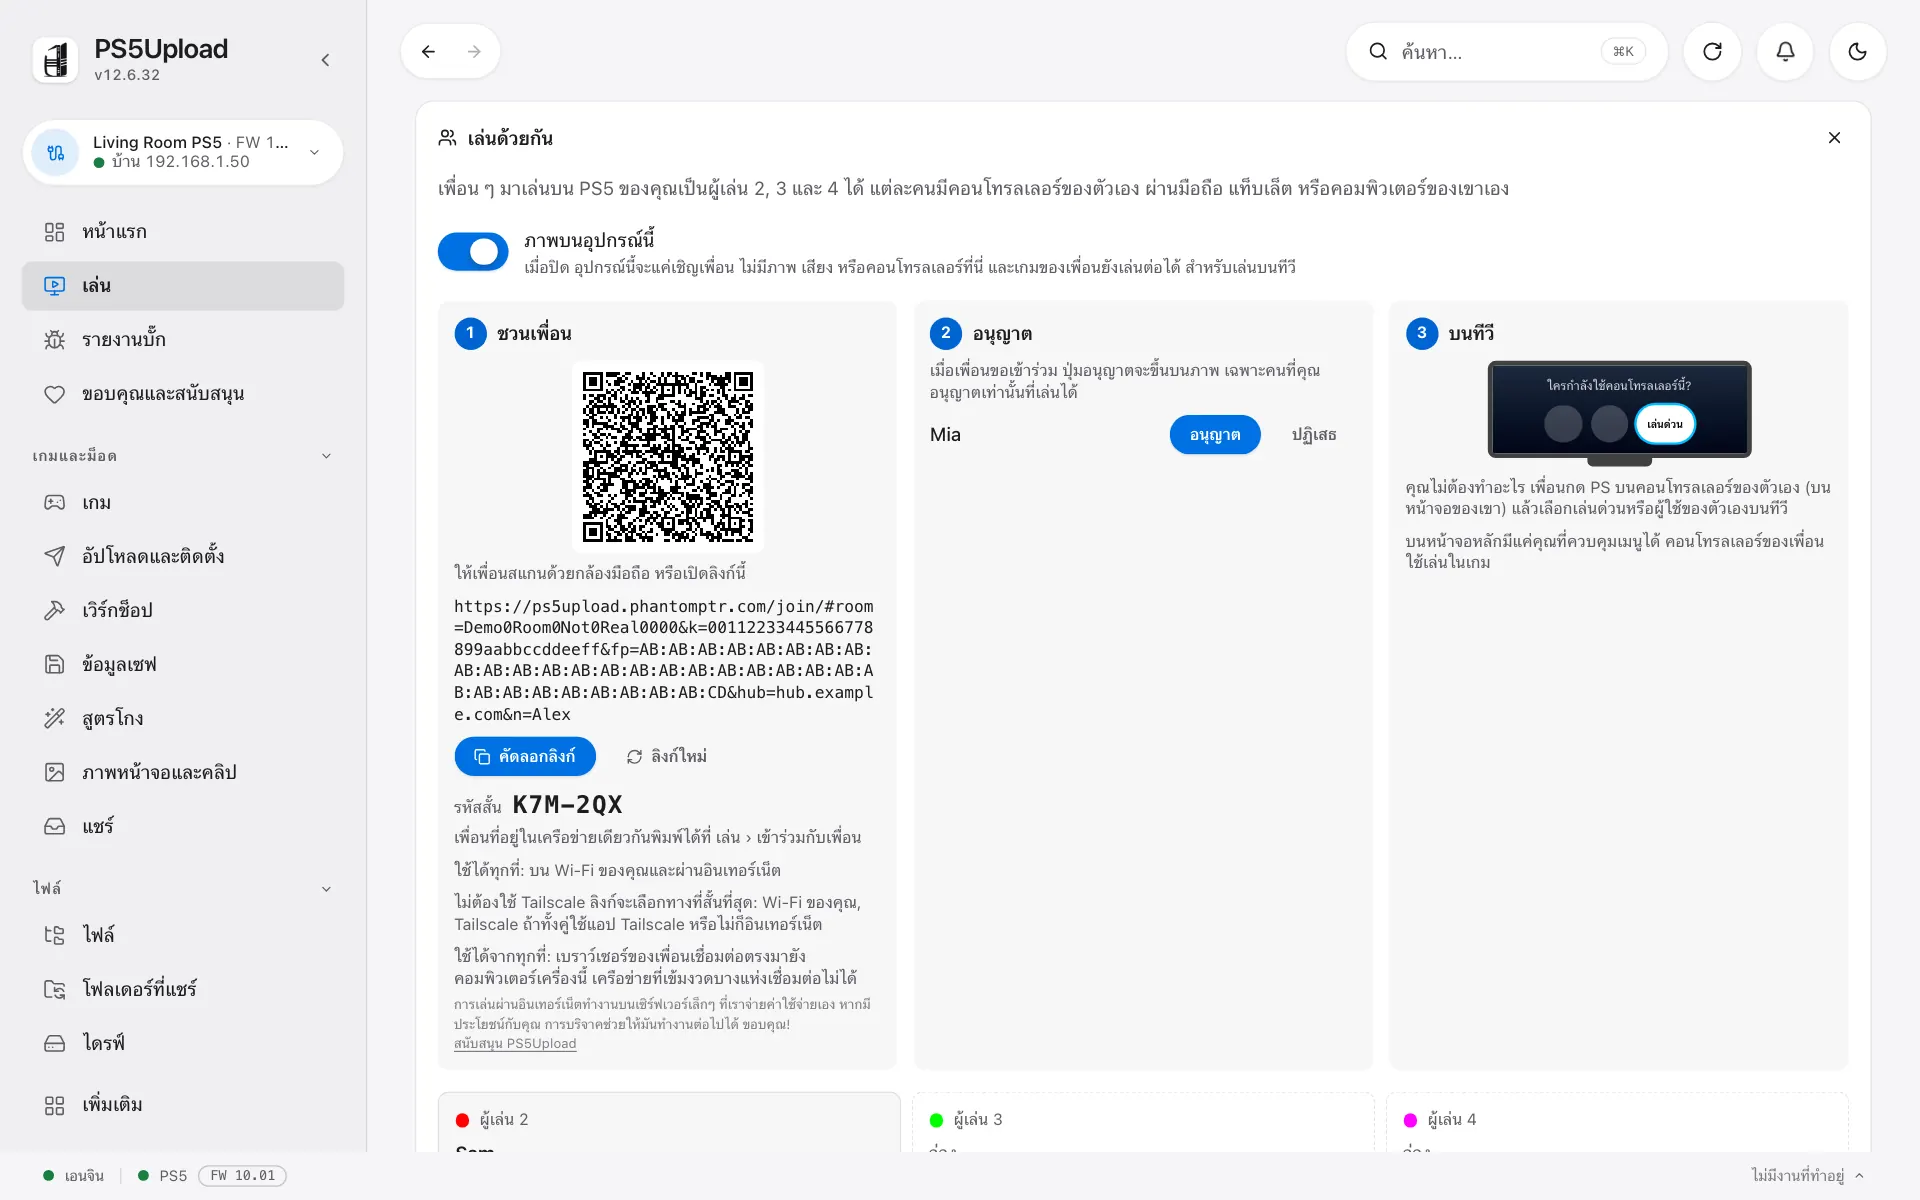 PS5Upload
v12.6.32
Living Room PS5 · FW 1...
บ้าน 192.168.1.50
หน้าแรก
เล่น
รายงานบั๊ก
ขอบคุณและสนับสนุน
เกมและม็อด
เกม
อัปโหลดและติดตั้ง
เวิร์กช็อป
ข้อมูลเซฟ
สูตรโกง
ภาพหน้าจอและคลิป
แชร์
ไฟล์
ไฟล์
โฟลเดอร์ที่แชร์
ไดรฟ์
เพิ่มเติม
เอนจิน
PS5
FW 10.01
ค้นหา...
⌘K
เล่นด้วยกัน
เพื่อน ๆ มาเล่นบน PS5 ของคุณเป็นผู้เล่น 2, 3 และ 4 ได้ แต่ละคนมีคอนโทรลเลอร์ของตัวเอง ผ่านมือถือ แท็บเล็ต หรือคอมพิวเตอร์ของเขาเอง
ภาพบนอุปกรณ์นี้
เมื่อปิด อุปกรณ์นี้จะแค่เชิญเพื่อน ไม่มีภาพ เสียง หรือคอนโทรลเลอร์ที่นี่ และเกมของเพื่อนยังเล่นต่อได้ สำหรับเล่นบนทีวี
1 ชวนเพื่อน
ให้เพื่อนสแกนด้วยกล้องมือถือ หรือเปิดลิงก์นี้
https://ps5upload.phantomptr.com/join/#room
=Demo0Room0Not0Real0000&k=00112233445566778
899aabbccddeeff&fp=AB:AB:AB:AB:AB:AB:AB:AB:
AB:AB:AB:AB:AB:AB:AB:AB:AB:AB:AB:AB:AB:AB:A
B:AB:AB:AB:AB:AB:AB:AB:AB:CD&hub=hub.exampl
e.com&n=Alex
คัดลอกลิงก์
ลิงก์ใหม่
รหัสสั้น K7M-2QX
เพื่อนที่อยู่ในเครือข่ายเดียวกันพิมพ์ได้ที่ เล่น › เข้าร่วมกับเพื่อน
ใช้ได้ทุกที่: บน Wi-Fi ของคุณและผ่านอินเทอร์เน็ต
ไม่ต้องใช้ Tailscale ลิงก์จะเลือกทางที่สั้นที่สุด: Wi-Fi ของคุณ,
Tailscale ถ้าทั้งคู่ใช้แอป Tailscale หรือไม่ก็อินเทอร์เน็ต
ใช้ได้จากทุกที่: เบราว์เซอร์ของเพื่อนเชื่อมต่อตรงมายัง
คอมพิวเตอร์เครื่องนี้ เครือข่ายที่เข้มงวดบางแห่งเชื่อมต่อไม่ได้
การเล่นผ่านอินเทอร์เน็ตทำงานบนเซิร์ฟเวอร์เล็กๆ ที่เราจ่ายค่าใช้จ่ายเอง หากมี
ประโยชน์กับคุณ การบริจาคช่วยให้มันทำงานต่อไปได้ ขอบคุณ!
สนับสนุน PS5Upload
2 อนุญาต
เมื่อเพื่อนขอเข้าร่วม ปุ่มอนุญาตจะขึ้นบนภาพ เฉพาะคนที่คุณ
อนุญาตเท่านั้นที่เล่นได้
Mia
อนุญาต
ปฏิเสธ
3 บนทีวี
ใครกำลังใช้คอนโทรลเลอร์นี้?
เล่นด่วน
คุณไม่ต้องทำอะไร เพื่อนกด PS บนคอนโทรลเลอร์ของตัวเอง (บน
หน้าจอของเขา) แล้วเลือกเล่นด่วนหรือผู้ใช้ของตัวเองบนทีวี
บนหน้าจอหลักมีแค่คุณที่ควบคุมเมนูได้ คอนโทรลเลอร์ของเพื่อน
ใช้เล่นในเกม
ผู้เล่น 2
Sam
ผู้เล่น 3
ผู้เล่น 4
ไม่มีงานที่ทำอยู่